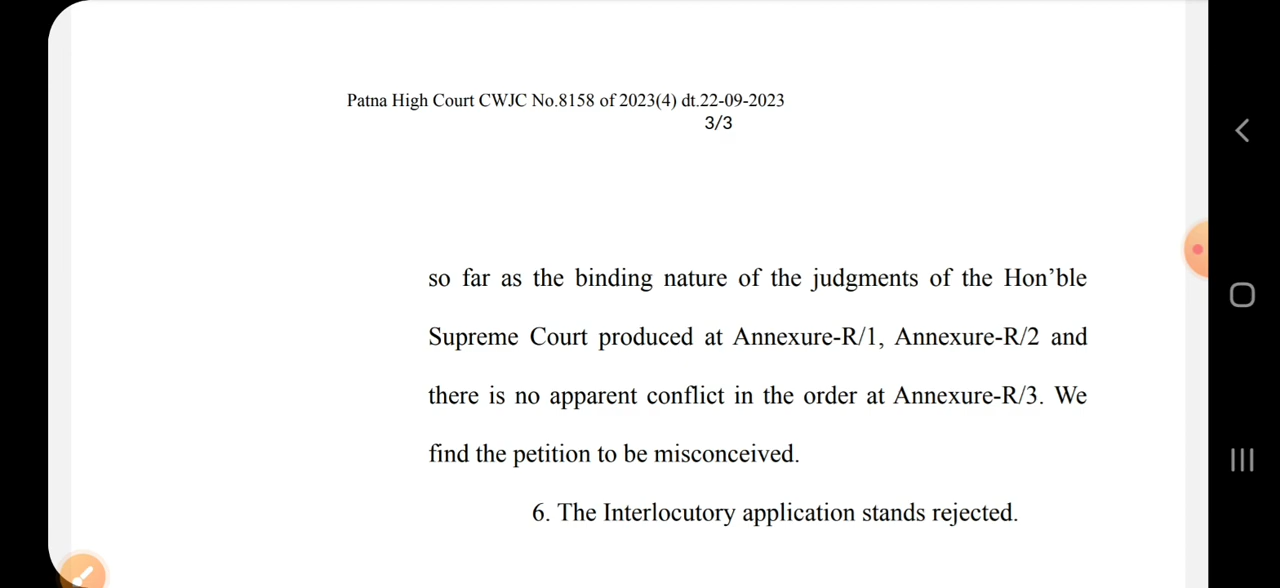 Patna High Court CWJC No.8158 of 2023(4) dt.22-09-2023
3/3
so far as the binding nature of the judgments of the Hon’ble
Supreme Court produced at Annexure-R/1, Annexure-R/2 and
there is no apparent conflict in the order at Annexure-R/3. We
find the petition to be misconceived.
6. The Interlocutory application stands rejected.